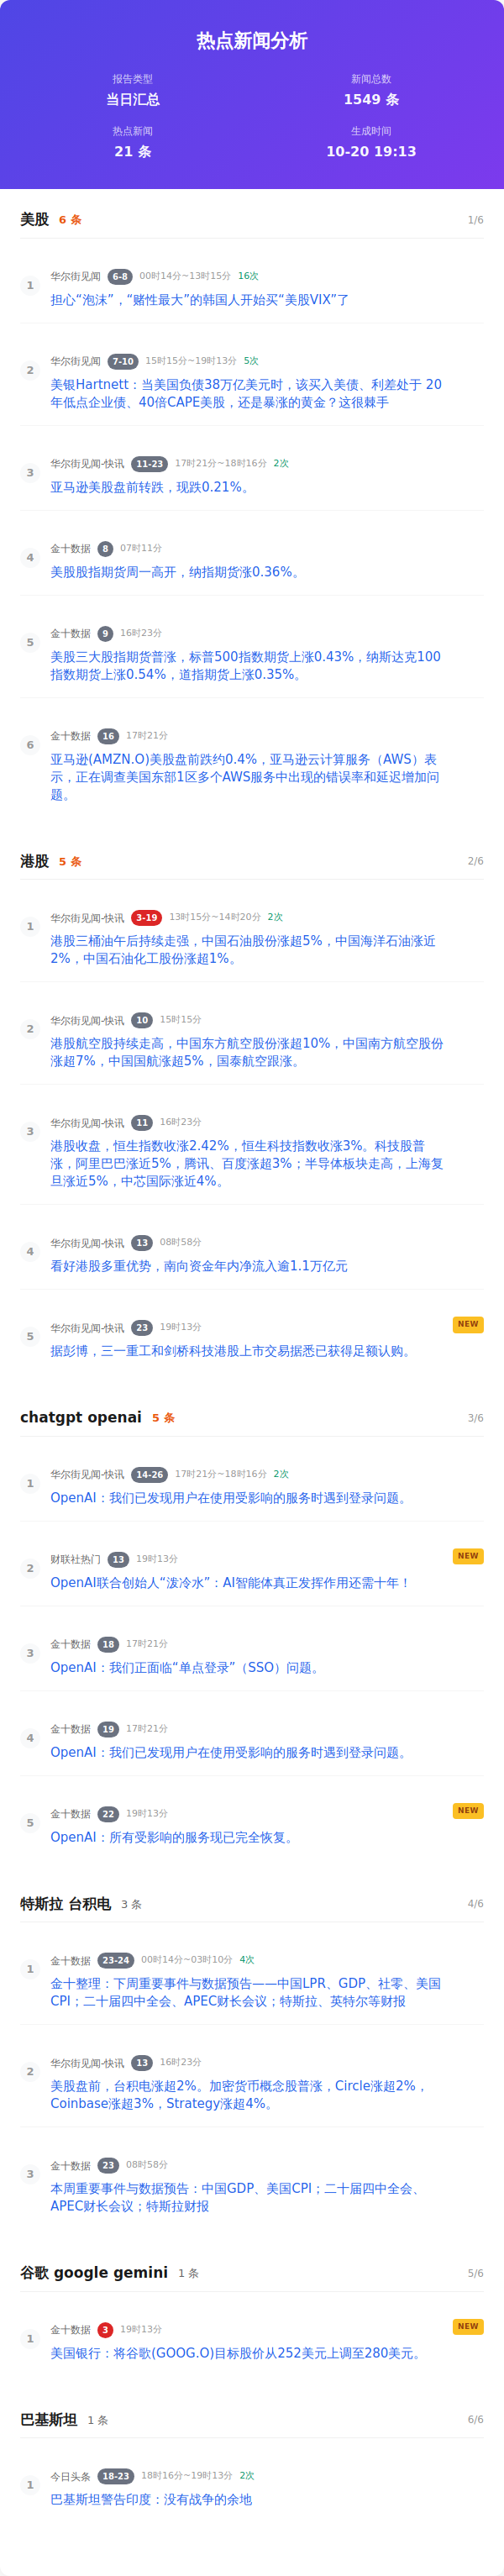 热点新闻分析
报告类型
新闻总数
当日汇总
1549 条
热点新闻
生成时间
21 条
10-20 19:13
美股 6 条 1/6
1
华尔街见闻 6-8 00时14分~13时15分 16次
担心“泡沫”，“赌性最大”的韩国人开始买“美股VIX”了
2
华尔街见闻 7-10 15时15分~19时13分 5次
美银Hartnett：当美国负债38万亿美元时，该买入美债、利差处于 20
年低点企业债、40倍CAPE美股，还是暴涨的黄金？这很棘手
3
华尔街见闻-快讯 11-23 17时21分~18时16分 2次
亚马逊美股盘前转跌，现跌0.21%。
4
金十数据 8 07时11分
美股股指期货周一高开，纳指期货涨0.36%。
5
金十数据 9 16时23分
美股三大股指期货普涨，标普500指数期货上涨0.43%，纳斯达克100
指数期货上涨0.54%，道指期货上涨0.35%。
6
金十数据 16 17时21分
亚马逊(AMZN.O)美股盘前跌约0.4%，亚马逊云计算服务（AWS）表
示，正在调查美国东部1区多个AWS服务中出现的错误率和延迟增加问
题。
港股 5 条 2/6
1
华尔街见闻-快讯 3-19 13时15分~14时20分 2次
港股三桶油午后持续走强，中国石油股份涨超5%，中国海洋石油涨近
2%，中国石油化工股份涨超1%。
2
华尔街见闻-快讯 10 15时15分
港股航空股持续走高，中国东方航空股份涨超10%，中国南方航空股份
涨超7%，中国国航涨超5%，国泰航空跟涨。
3
华尔街见闻-快讯 11 16时23分
港股收盘，恒生指数收涨2.42%，恒生科技指数收涨3%。科技股普
涨，阿里巴巴涨近5%，腾讯、百度涨超3%；半导体板块走高，上海复
旦涨近5%，中芯国际涨近4%。
4
华尔街见闻-快讯 13 08时58分
看好港股多重优势，南向资金年内净流入逾1.1万亿元
5
华尔街见闻-快讯 23 19时13分 NEW
据彭博，三一重工和剑桥科技港股上市交易据悉已获得足额认购。
chatgpt openai 5 条 3/6
1
华尔街见闻-快讯 14-26 17时21分~18时16分 2次
OpenAI：我们已发现用户在使用受影响的服务时遇到登录问题。
2
财联社热门 13 19时13分 NEW
OpenAI联合创始人“泼冷水”：AI智能体真正发挥作用还需十年！
3
金十数据 18 17时21分
OpenAI：我们正面临“单点登录”（SSO）问题。
4
金十数据 19 17时21分
OpenAI：我们已发现用户在使用受影响的服务时遇到登录问题。
5
金十数据 22 19时13分 NEW
OpenAI：所有受影响的服务现已完全恢复。
特斯拉 台积电 3 条 4/6
1
金十数据 23-24 00时14分~03时10分 4次
金十整理：下周重要事件与数据预告——中国LPR、GDP、社零、美国
CPI；二十届四中全会、APEC财长会议；特斯拉、英特尔等财报
2
华尔街见闻-快讯 13 16时23分
美股盘前，台积电涨超2%。加密货币概念股普涨，Circle涨超2%，
Coinbase涨超3%，Strategy涨超4%。
3
金十数据 23 08时58分
本周重要事件与数据预告：中国GDP、美国CPI；二十届四中全会、
APEC财长会议；特斯拉财报
谷歌 google gemini 1 条 5/6
1
金十数据 3 19时13分 NEW
美国银行：将谷歌(GOOG.O)目标股价从252美元上调至280美元。
巴基斯坦 1 条 6/6
1
今日头条 18-23 18时16分~19时13分 2次
巴基斯坦警告印度：没有战争的余地